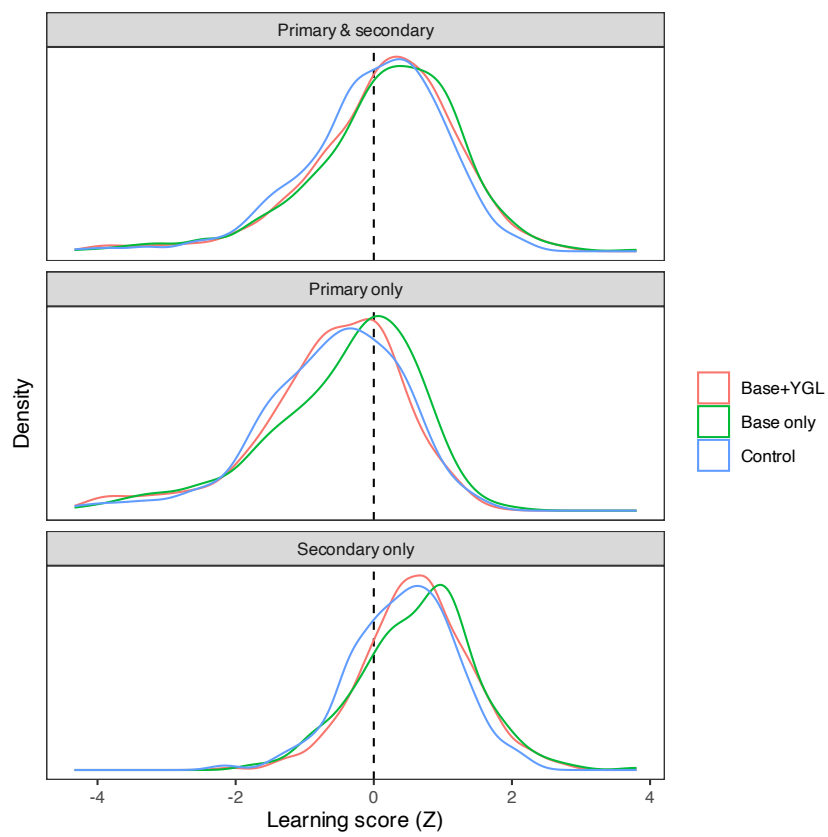 Primary & secondary
Primary only
Density
Base+YGL
Base only
Control
Secondary only
-4 -2 0 2 4
Learning score (Z)